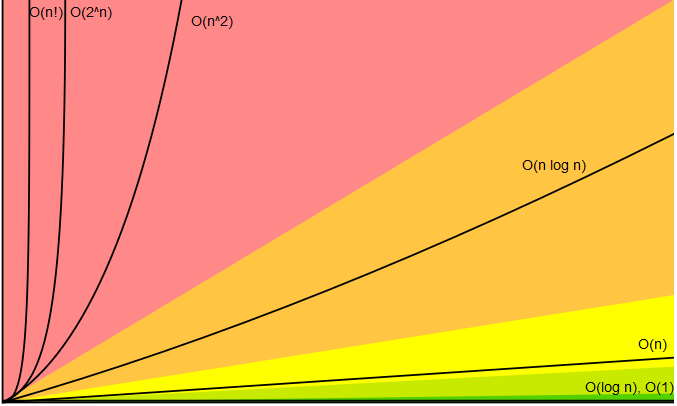 O(n!)
O(2^n)
O(n^2)
O(n log n)
O(n)
O(log n), O(1)